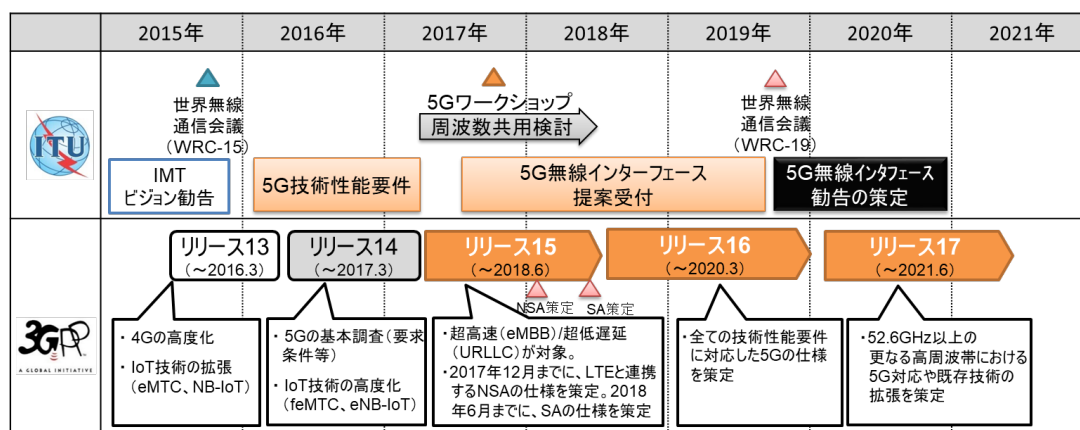 2015年
2016年
2017年
2018年
2019年
2020年
2021年
世界無線
通信会議
(WRC-15)
5Gワークショップ
周波数共用検討
世界無線
通信会議
(WRC-19)
ITU
IMT
ビジョン勧告
5G技術性能要件
5G無線インターフェース
提案受付
5G無線インタフェース
勧告の策定
リリース13
(～2016.3)
リリース14
(～2017.3)
リリース15
(～2018.6)
リリース16
(～2020.3)
リリース17
(～2021.6)
NSA策定
SA策定
3GPP
A GLOBAL INITIATIVE
・4Gの高度化
・IoT技術の拡張
(eMTC、NB-IoT)
・5Gの基本調査(要求
条件等)
・IoT技術の高度化
(feMTC、eNB-IoT)
・超高速(eMBB)/超低遅延
(URLLC)が対象。
・2017年12月までに、LTEと連携
するNSAの仕様を策定。2018
年6月までに、SAの仕様を策定
・全ての技術性能要件
に対応した5Gの仕様
を策定
・52.6GHz以上の
更なる高周波帯における
5G対応や既存技術の
拡張を策定